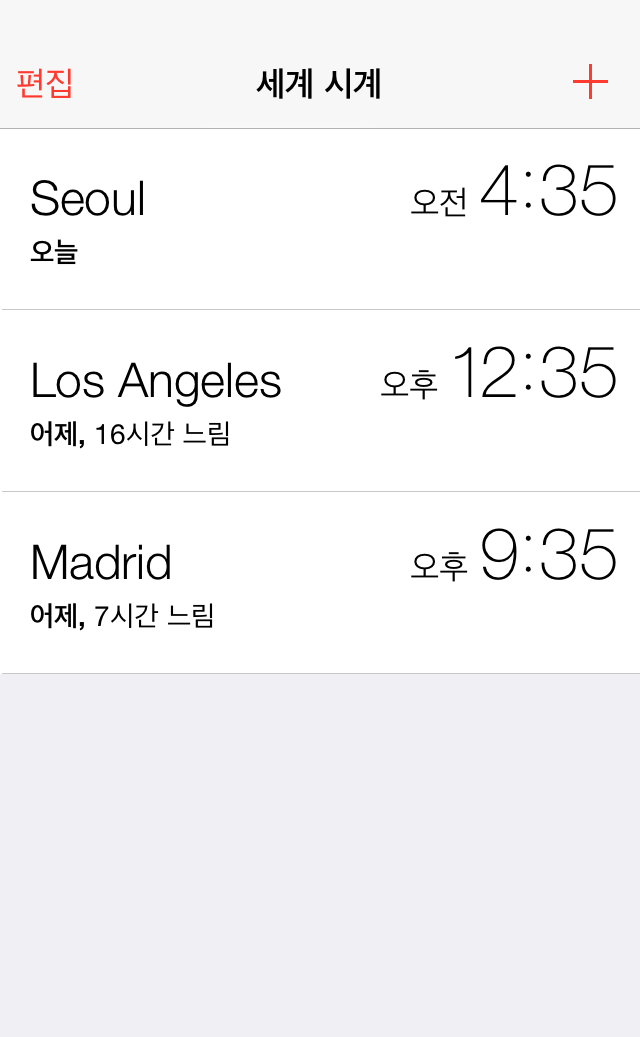 편집 세계 시계 +
Seoul 오전 4:35
오늘
Los Angeles 오후 12:35
어제, 16시간 느림
Madrid 오후 9:35
어제, 7시간 느림